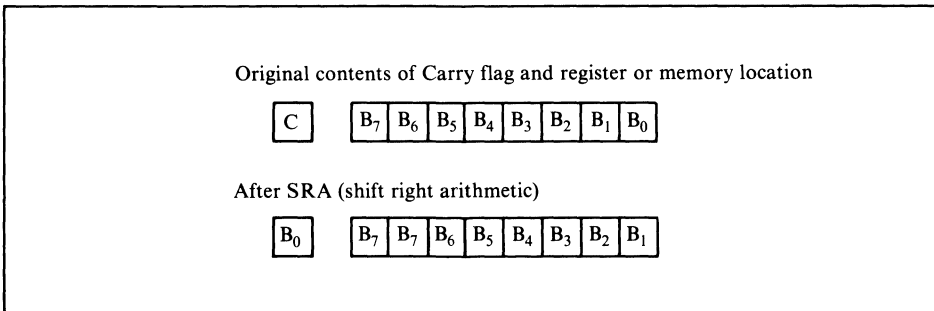 Original contents of Carry flag and register or memory location
C B₇ B₆ B₅ B₄ B₃ B₂ B₁ B₀
After SRA (shift right arithmetic)
B₀ B₇ B₇ B₆ B₅ B₄ B₃ B₂ B₁